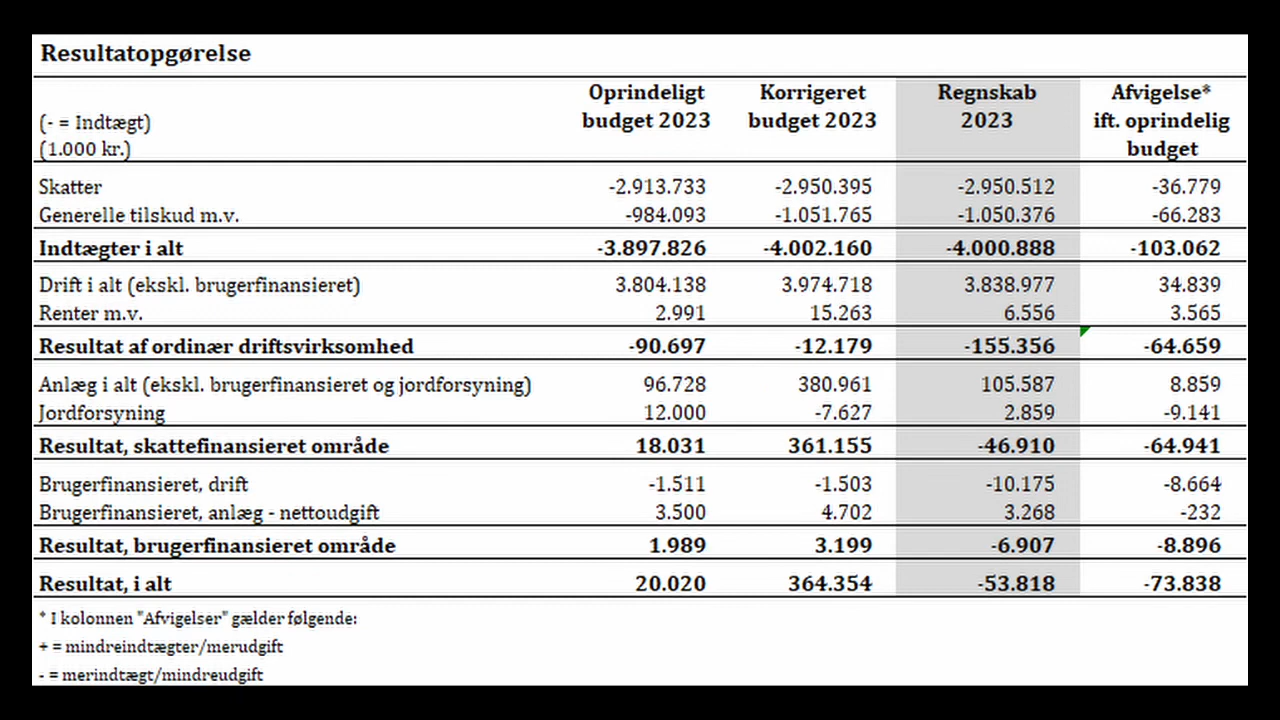 Resultatopgørelse
Oprindeligt Korrigeret Regnskab Afvigelse*
(- = Indtægt) budget 2023 budget 2023 2023 ift. oprindelig
(1.000 kr.) budget
Skatter -2.913.733 -2.950.395 -2.950.512 -36.779
Generelle tilskud m.v. -984.093 -1.051.765 -1.050.376 -66.283
Indtægter i alt -3.897.826 -4.002.160 -4.000.888 -103.062
Drift i alt (ekskl. brugerfinansieret) 3.804.138 3.974.718 3.838.977 34.839
Renter m.v. 2.991 15.263 6.556 3.565
Resultat af ordinær driftsvirksomhed -90.697 -12.179 -155.356 -64.659
Anlæg i alt (ekskl. brugerfinansieret og jordforsyning) 96.728 380.961 105.587 8.859
Jordforsyning 12.000 -7.627 2.859 -9.141
Resultat, skattefinansieret område 18.031 361.155 -46.910 -64.941
Brugerfinansieret, drift -1.511 -1.503 -10.175 -8.664
Brugerfinansieret, anlæg - nettoudgift 3.500 4.702 3.268 -232
Resultat, brugerfinansieret område 1.989 3.199 -6.907 -8.896
Resultat, i alt 20.020 364.354 -53.818 -73.838
* I kolonnen "Afvigelser" gælder følgende:
+ = mindreindtægter/merudgift
- = merindtægt/mindreudgift